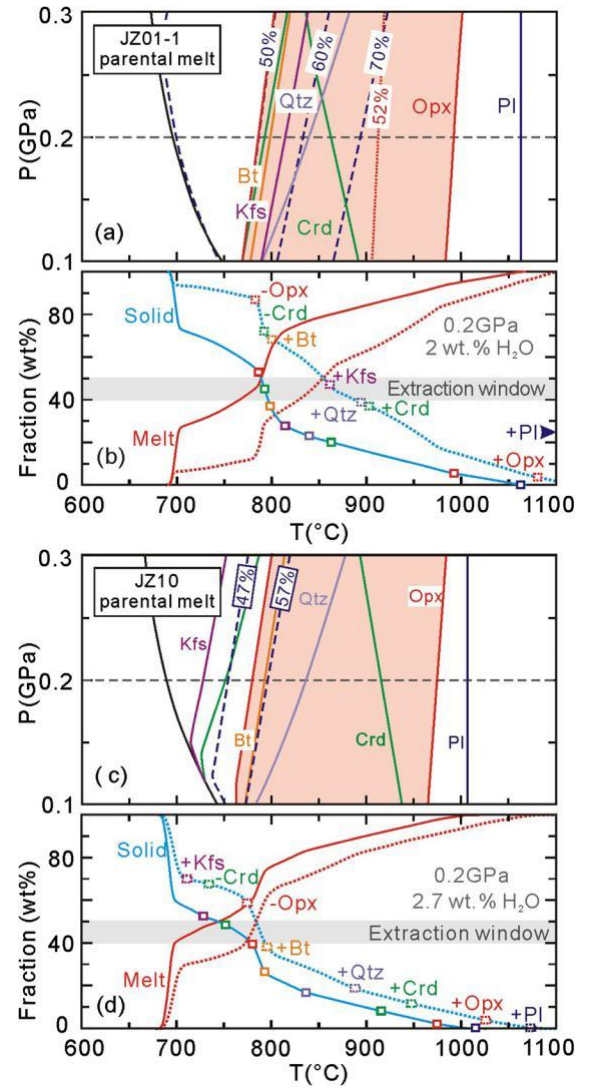 0.3
JZ01-1
parental melt
50%
60%
70%
Qtz
52%
Opx
Pl
P(GPa)
0.2
Bt
Kfs
Crd
(a)
0.1
-Opx
-Crd
+Bt
Solid
80
0.2GPa
2 wt.% H2O
+Kfs
Extraction window
40
+Qtz
+Crd
+Pl
Melt
+Opx
(b)
0
Fraction (wt%)
600 700 800 900 1000 1100
T(°C)
0.3
JZ10
parental melt
47%
57%
Qtz
Opx
Kfs
P(GPa)
0.2
Bt
Crd
Pl
(c)
0.1
Solid
+Kfs
-Crd
80
0.2GPa
2.7 wt.% H2O
-Opx
Extraction window
40
+Bt
+Qtz
+Crd
Melt
+Opx
+Pl
(d)
0
Fraction (wt%)
600 700 800 900 1000 1100
T(°C)